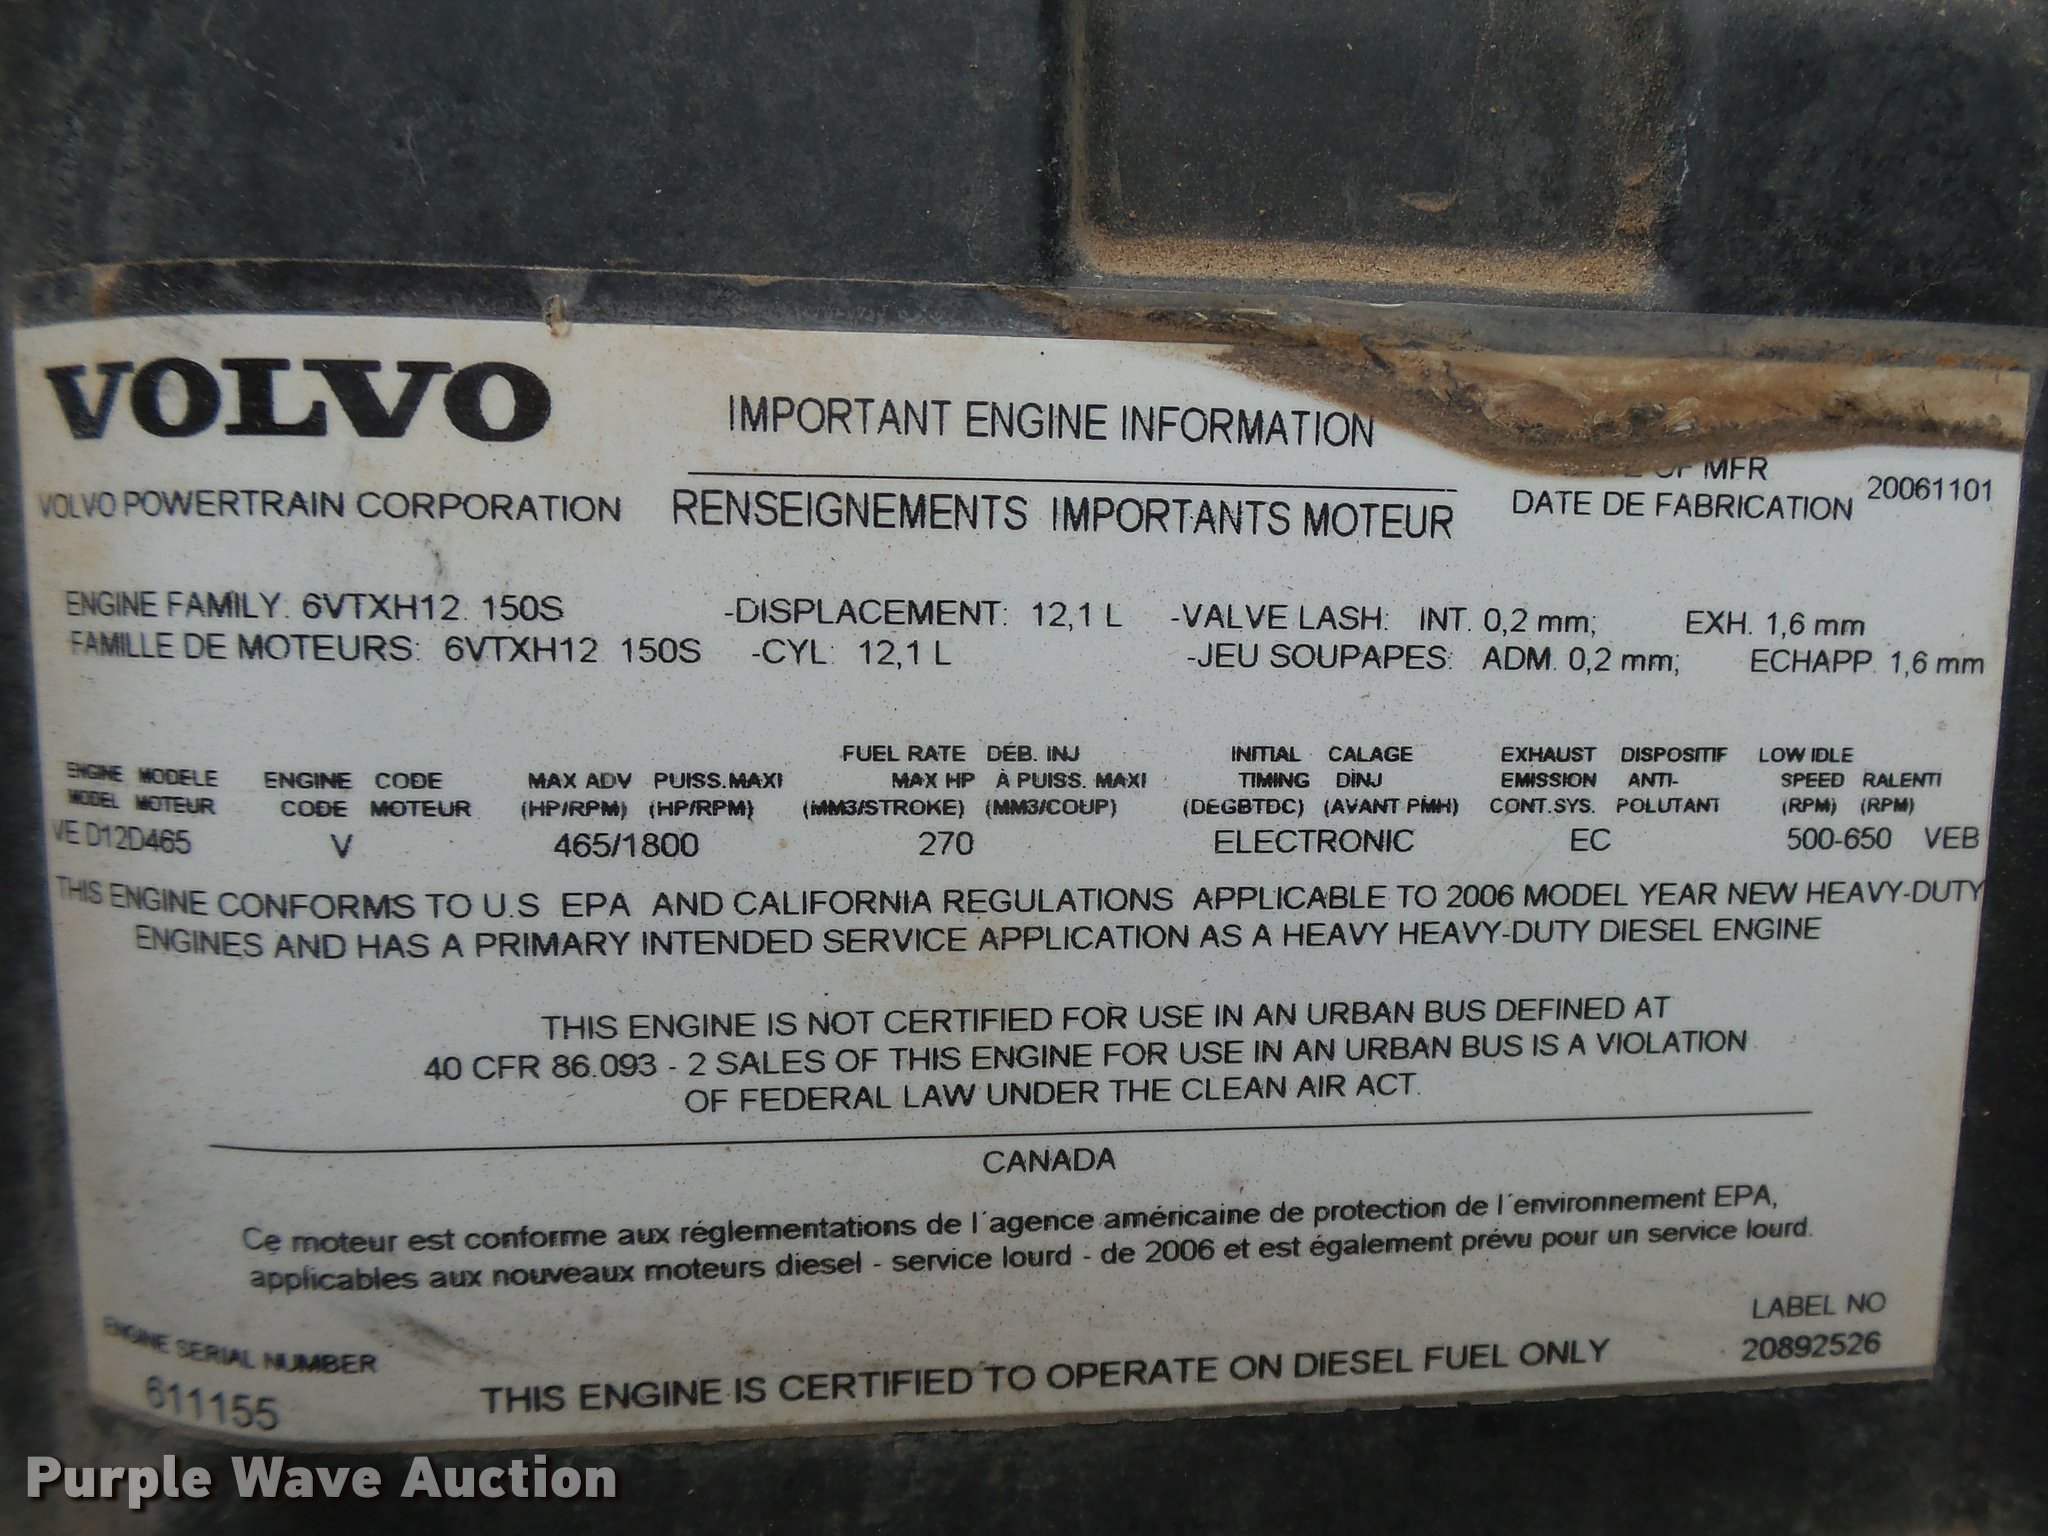 VOLVO
IMPORTANT ENGINE INFORMATION
OF MFR
VOLVO POWERTRAIN CORPORATION RENSEIGNEMENTS IMPORTANTS MOTEUR DATE DE FABRICATION 20061101
ENGINE FAMILY. 6VTXH12 150S -DISPLACEMENT: 12,1 L -VALVE LASH: INT. 0,2 mm; EXH. 1,6 mm
FAMILLE DE MOTEURS: 6VTXH12 150S -CYL: 12,1 L -JEU SOUPAPES: ADM. 0,2 mm; ECHAPP. 1,6 mm
FUEL RATE DÉB. INJ INITIAL CALAGE EXHAUST DISPOSITIF LOW IDLE
ENGINE MODELE ENGINE CODE MAX ADV PUISS.MAXI MAX HP À PUISS. MAXI TIMING DÌNJ EMISSION ANTI- SPEED RALENTI
MODEL MOTEUR CODE MOTEUR (HP/RPM) (HP/RPM) (MM3/STROKE) (MM3/COUP) (DEGBTDC) (AVANT PMH) CONT.SYS. POLUTANT (RPM) (RPM)
VE D12D465 V 465/1800 270 ELECTRONIC EC 500-650 VEB
THIS ENGINE CONFORMS TO U.S EPA AND CALIFORNIA REGULATIONS APPLICABLE TO 2006 MODEL YEAR NEW HEAVY-DUTY
ENGINES AND HAS A PRIMARY INTENDED SERVICE APPLICATION AS A HEAVY HEAVY-DUTY DIESEL ENGINE
THIS ENGINE IS NOT CERTIFIED FOR USE IN AN URBAN BUS DEFINED AT
40 CFR 86.093 - 2 SALES OF THIS ENGINE FOR USE IN AN URBAN BUS IS A VIOLATION
OF FEDERAL LAW UNDER THE CLEAN AIR ACT.
CANADA
Ce moteur est conforme aux réglementations de l´agence américaine de protection de l´environnement EPA,
applicables aux nouveaux moteurs diesel - service lourd - de 2006 et est également prévu pour un service lourd.
LABEL NO
ENGINE SERIAL NUMBER
20892526
611155
THIS ENGINE IS CERTIFIED TO OPERATE ON DIESEL FUEL ONLY
Purple Wave Auction